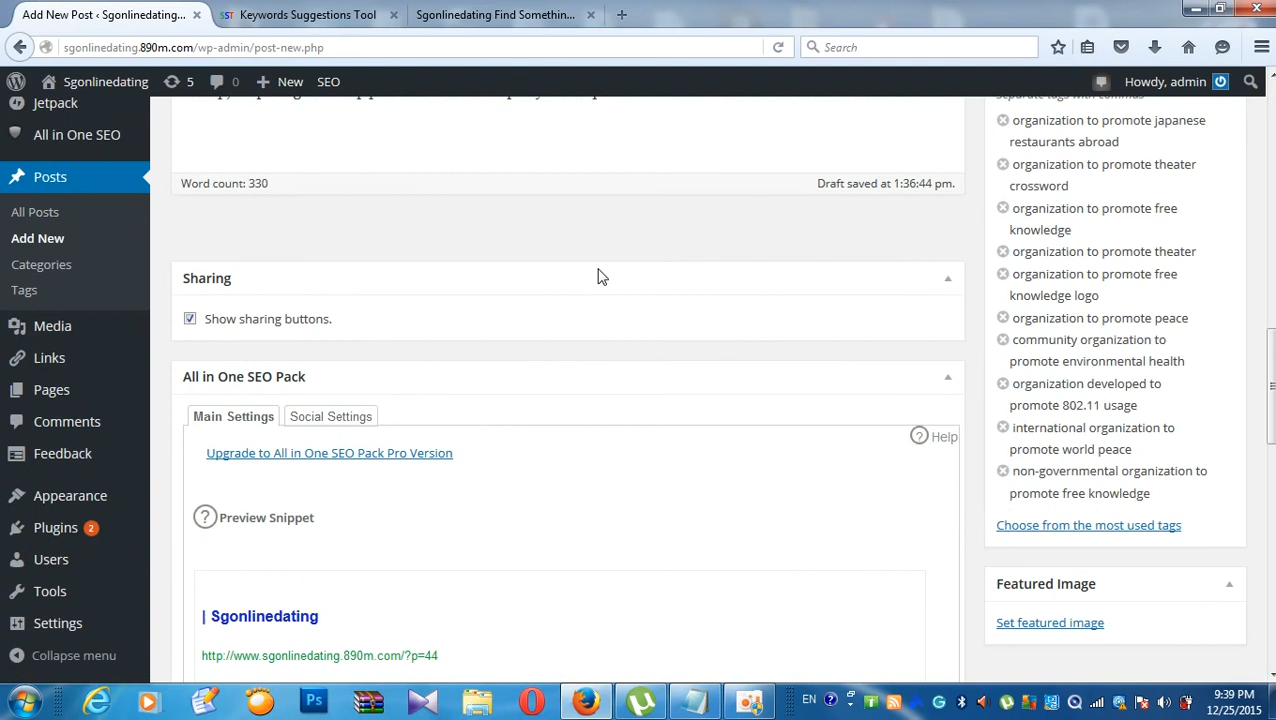 Add New Post ‹ Sgonlinedating...
Keywords Suggestions Tool
Sgonlinedating Find Somethin...
sgonlinedating.890m.com/wp-admin/post-new.php
Search
Sgonlinedating
5
0
New
SEO
Howdy, admin
Jetpack
All in One SEO
Posts
All Posts
Add New
Categories
Tags
Media
Links
Pages
Comments
Feedback
Appearance
Plugins 2
Users
Tools
Settings
Collapse menu
Word count: 330
Draft saved at 1:36:44 pm.
Sharing
Show sharing buttons.
All in One SEO Pack
Main Settings
Social Settings
Help
Upgrade to All in One SEO Pack Pro Version
Preview Snippet
| Sgonlinedating
http://www.sgonlinedating.890m.com/?p=44
Separate tags with commas
organization to promote japanese
restaurants abroad
organization to promote theater
crossword
organization to promote free
knowledge
organization to promote theater
organization to promote free
knowledge logo
organization to promote peace
community organization to
promote environmental health
organization developed to
promote 802.11 usage
international organization to
promote world peace
non-governmental organization to
promote free knowledge
Choose from the most used tags
Featured Image
Set featured image
Ps
EN
9:39 PM
12/25/2015